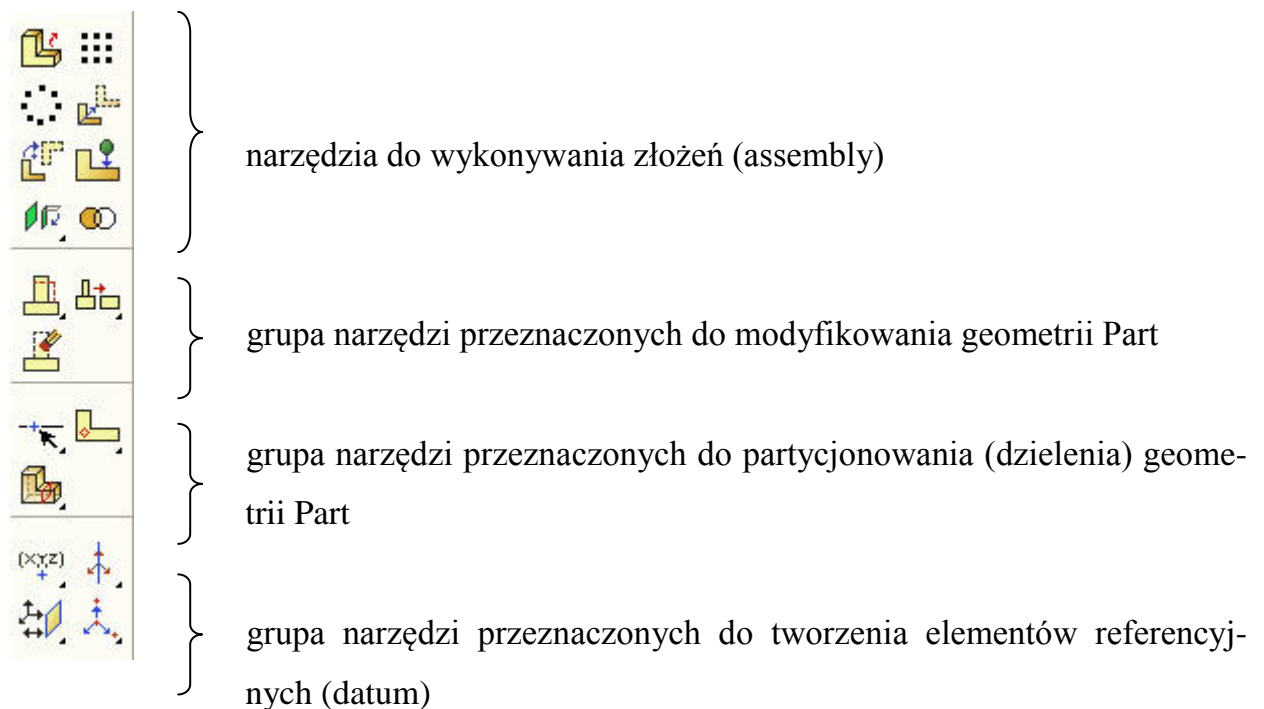 narzędzia do wykonywania złożeń (assembly)
grupa narzędzi przeznaczonych do modyfikowania geometrii Part
grupa narzędzi przeznaczonych do partycjonowania (dzielenia) geome-
trii Part
(XYZ)
grupa narzędzi przeznaczonych do tworzenia elementów referencyj-
nych (datum)